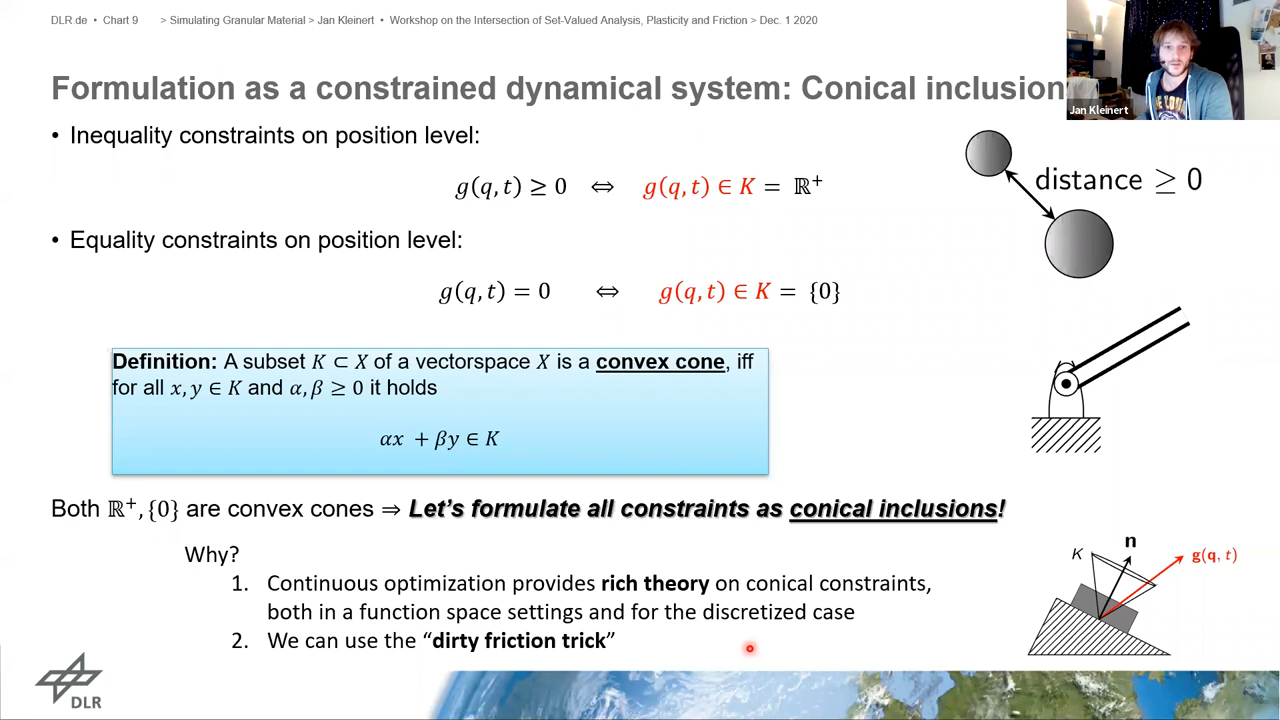 DLR.de • Chart 9 > Simulating Granular Material > Jan Kleinert • Workshop on the Intersection of Set-Valued Analysis, Plasticity and Friction > Dec. 1 2020
Jan Kleinert
Formulation as a constrained dynamical system: Conical inclusion
• Inequality constraints on position level:
g(q,t) ≥ 0 ⇔ g(q,t) ∈ K = ℝ⁺
distance ≥ 0
• Equality constraints on position level:
g(q,t) = 0 ⇔ g(q,t) ∈ K = {0}
Definition: A subset K ⊂ X of a vectorspace X is a convex cone, iff
for all x, y ∈ K and α, β ≥ 0 it holds
αx + βy ∈ K
Both ℝ⁺, {0} are convex cones ⇒ Let's formulate all constraints as conical inclusions!
Why?
1. Continuous optimization provides rich theory on conical constraints,
both in a function space settings and for the discretized case
2. We can use the “dirty friction trick”
K
n
g(q, t)
DLR